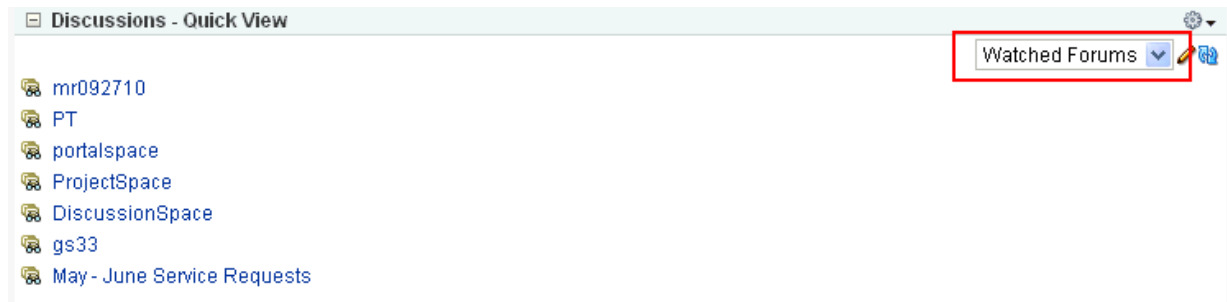 Discussions - Quick View
Watched Forums
mr092710
PT
portalspace
ProjectSpace
DiscussionSpace
gs33
May - June Service Requests